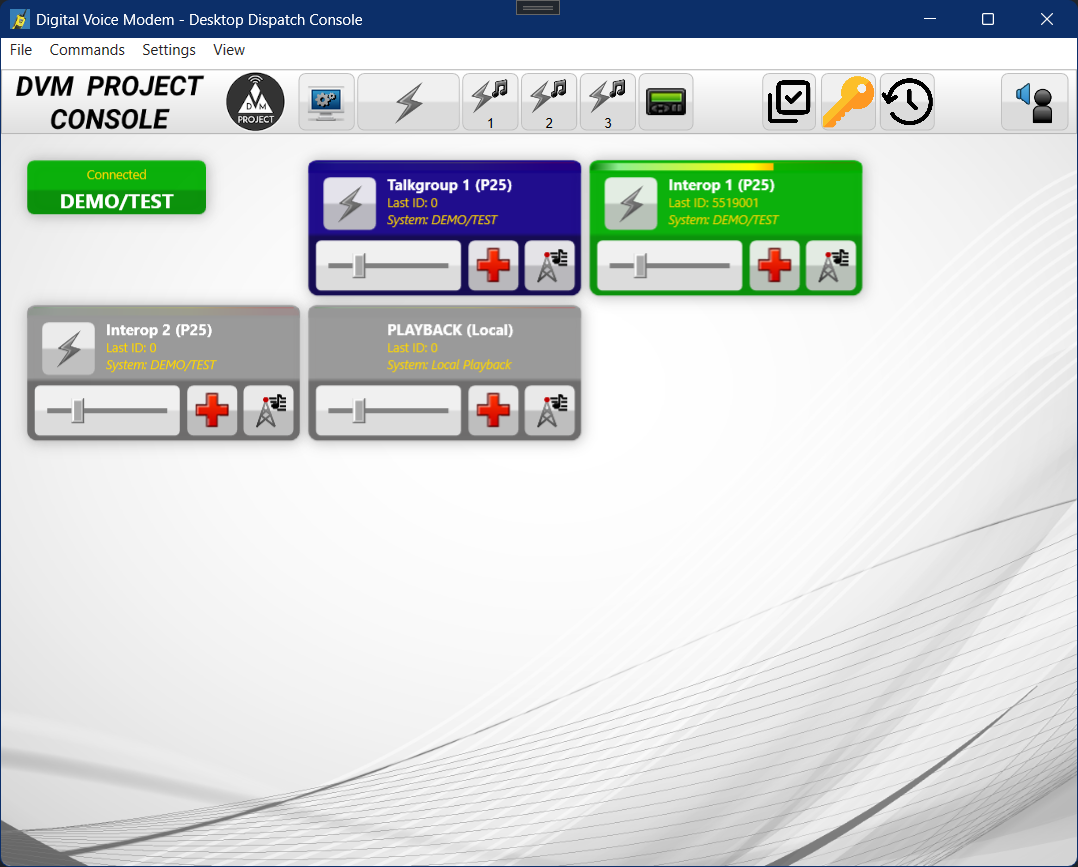 Digital Voice Modem - Desktop Dispatch Console
File Commands Settings View
DVM PROJECT
CONSOLE
DVM
PROJECT
1
2
3
Connected
DEMO/TEST
Talkgroup 1 (P25)
Last ID: 0
System: DEMO/TEST
Interop 1 (P25)
Last ID: 5519001
System: DEMO/TEST
Interop 2 (P25)
Last ID: 0
System: DEMO/TEST
PLAYBACK (Local)
Last ID: 0
System: Local Playback